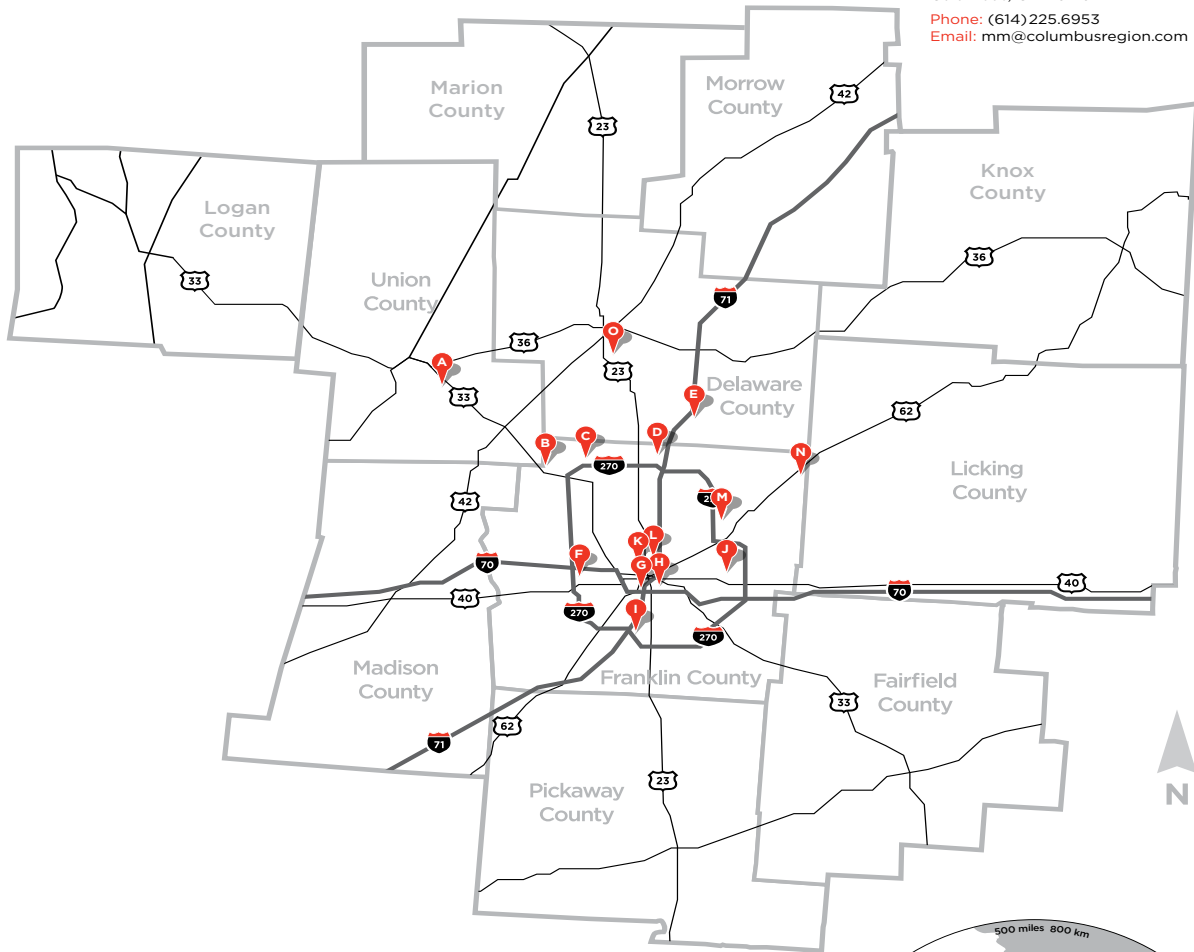 Phone: (614) 225.6953
Email: mm@columbusregion.com
Marion
County
Morrow
County
42
23
Knox
County
Logan
County
33
Union
County
36
71
O
A
36
23
33
E
Delaware
County
62
B
C
D
N
270
Licking
County
42
M
K
L
J
F
H
G
70
40
40
70
270
I
270
Madison
County
Franklin County
Fairfield
County
33
62
71
23
Pickaway
County
N
500 miles 800 km